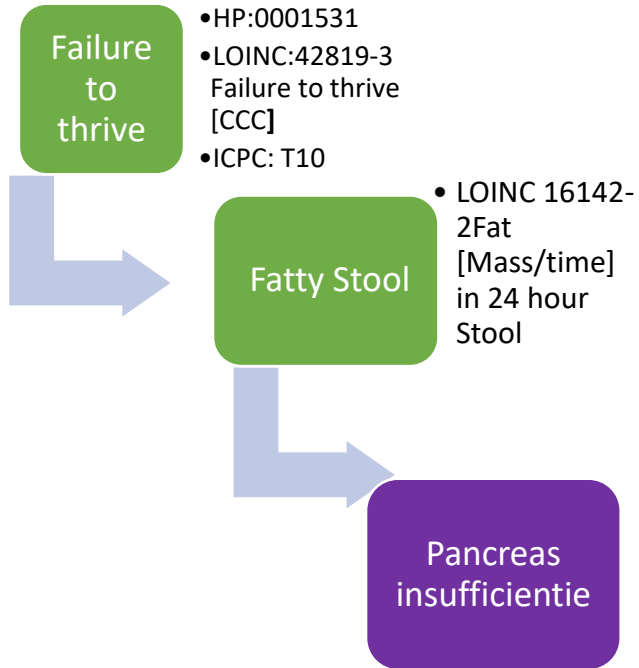 Failure
to
thrive
•HP:0001531
•LOINC:42819-3
Failure to thrive
[CCC]
•ICPC: T10
Fatty Stool
• LOINC 16142-
2Fat
[Mass/time]
in 24 hour
Stool
Pancreas
insufficientie